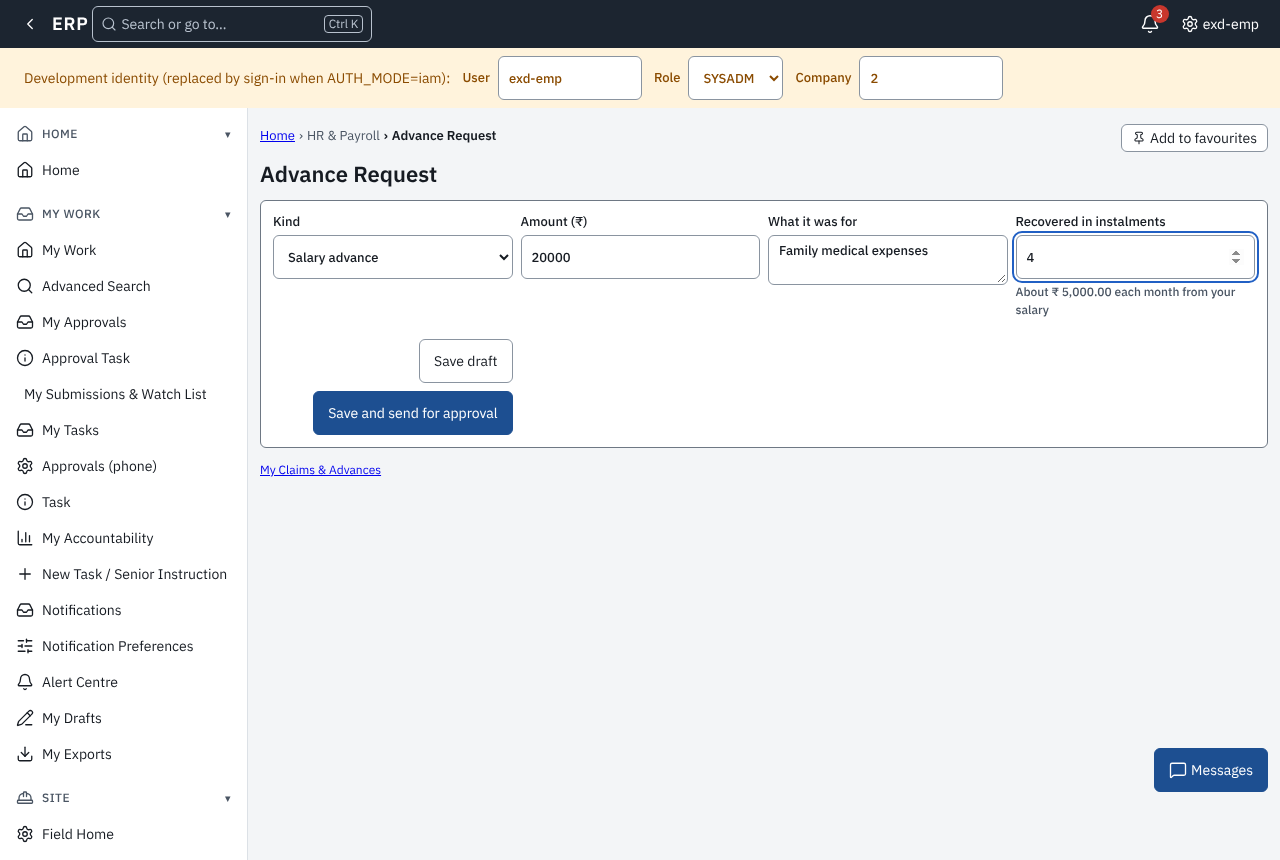 ERP
Search or go to...
Ctrl K
3
exd-emp
Development identity (replaced by sign-in when AUTH_MODE=iam):
User
exd-emp
Role
SYSADM
Company
2
HOME
Home
MY WORK
My Work
Advanced Search
My Approvals
Approval Task
My Submissions & Watch List
My Tasks
Approvals (phone)
Task
My Accountability
New Task / Senior Instruction
Notifications
Notification Preferences
Alert Centre
My Drafts
My Exports
SITE
Field Home
Home › HR & Payroll › Advance Request
Add to favourites
Advance Request
Kind
Salary advance
Amount (₹)
20000
What it was for
Family medical expenses
Recovered in instalments
4
About ₹ 5,000.00 each month from your
salary
Save draft
Save and send for approval
My Claims & Advances
Messages